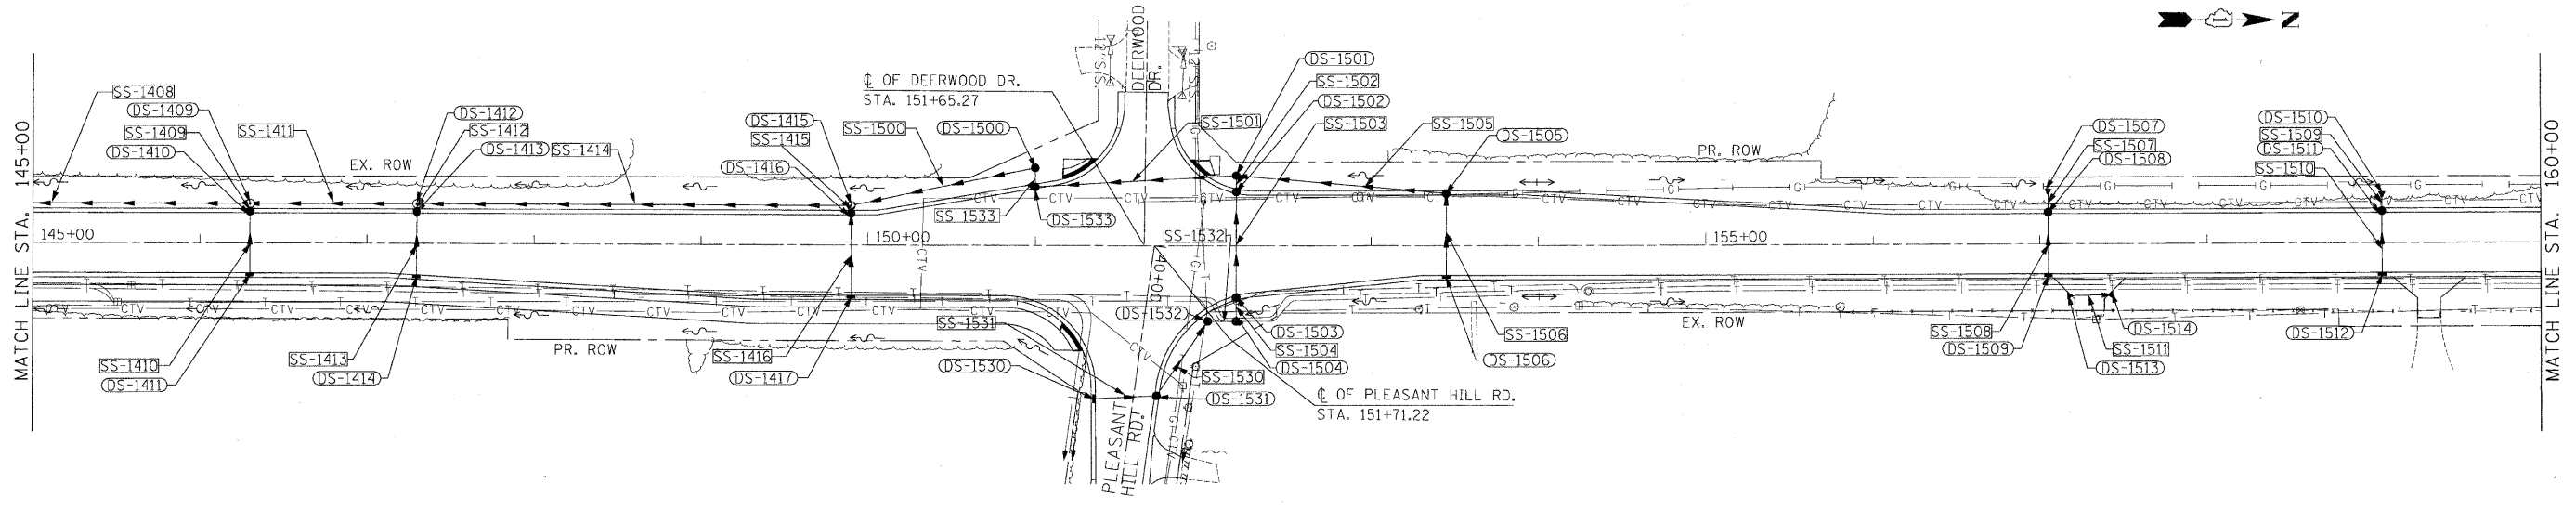 N
MATCH LINE STA. 145+00
SS-1408
DS-1409
SS-1409
DS-1410
SS-1411
DS-1412
SS-1412
DS-1413
SS-1414
EX. ROW
DS-1415
SS-1415
DS-1416
SS-1500
DS-1500
℄ OF DEERWOOD DR.
STA. 151+65.27
DEERWOOD
DR.
SS-1501
DS-1501
SS-1502
DS-1502
SS-1503
SS-1505
DS-1505
PR. ROW
DS-1507
SS-1507
DS-1508
DS-1510
SS-1509
DS-1511
SS-1510
MATCH LINE STA. 160+00
SS-1533
DS-1533
145+00
150+00
155+00
SS-1532
40+00
SS-1410
DS-1411
SS-1413
DS-1414
PR. ROW
SS-1416
DS-1417
SS-1531
DS-1530
DS-1532
DS-1503
SS-1504
DS-1504
SS-1530
DS-1531
SS-1506
DS-1506
℄ OF PLEASANT HILL RD.
STA. 151+71.22
PLEASANT
HILL RD.
EX. ROW
SS-1508
DS-1509
DS-1514
SS-1511
DS-1513
DS-1512